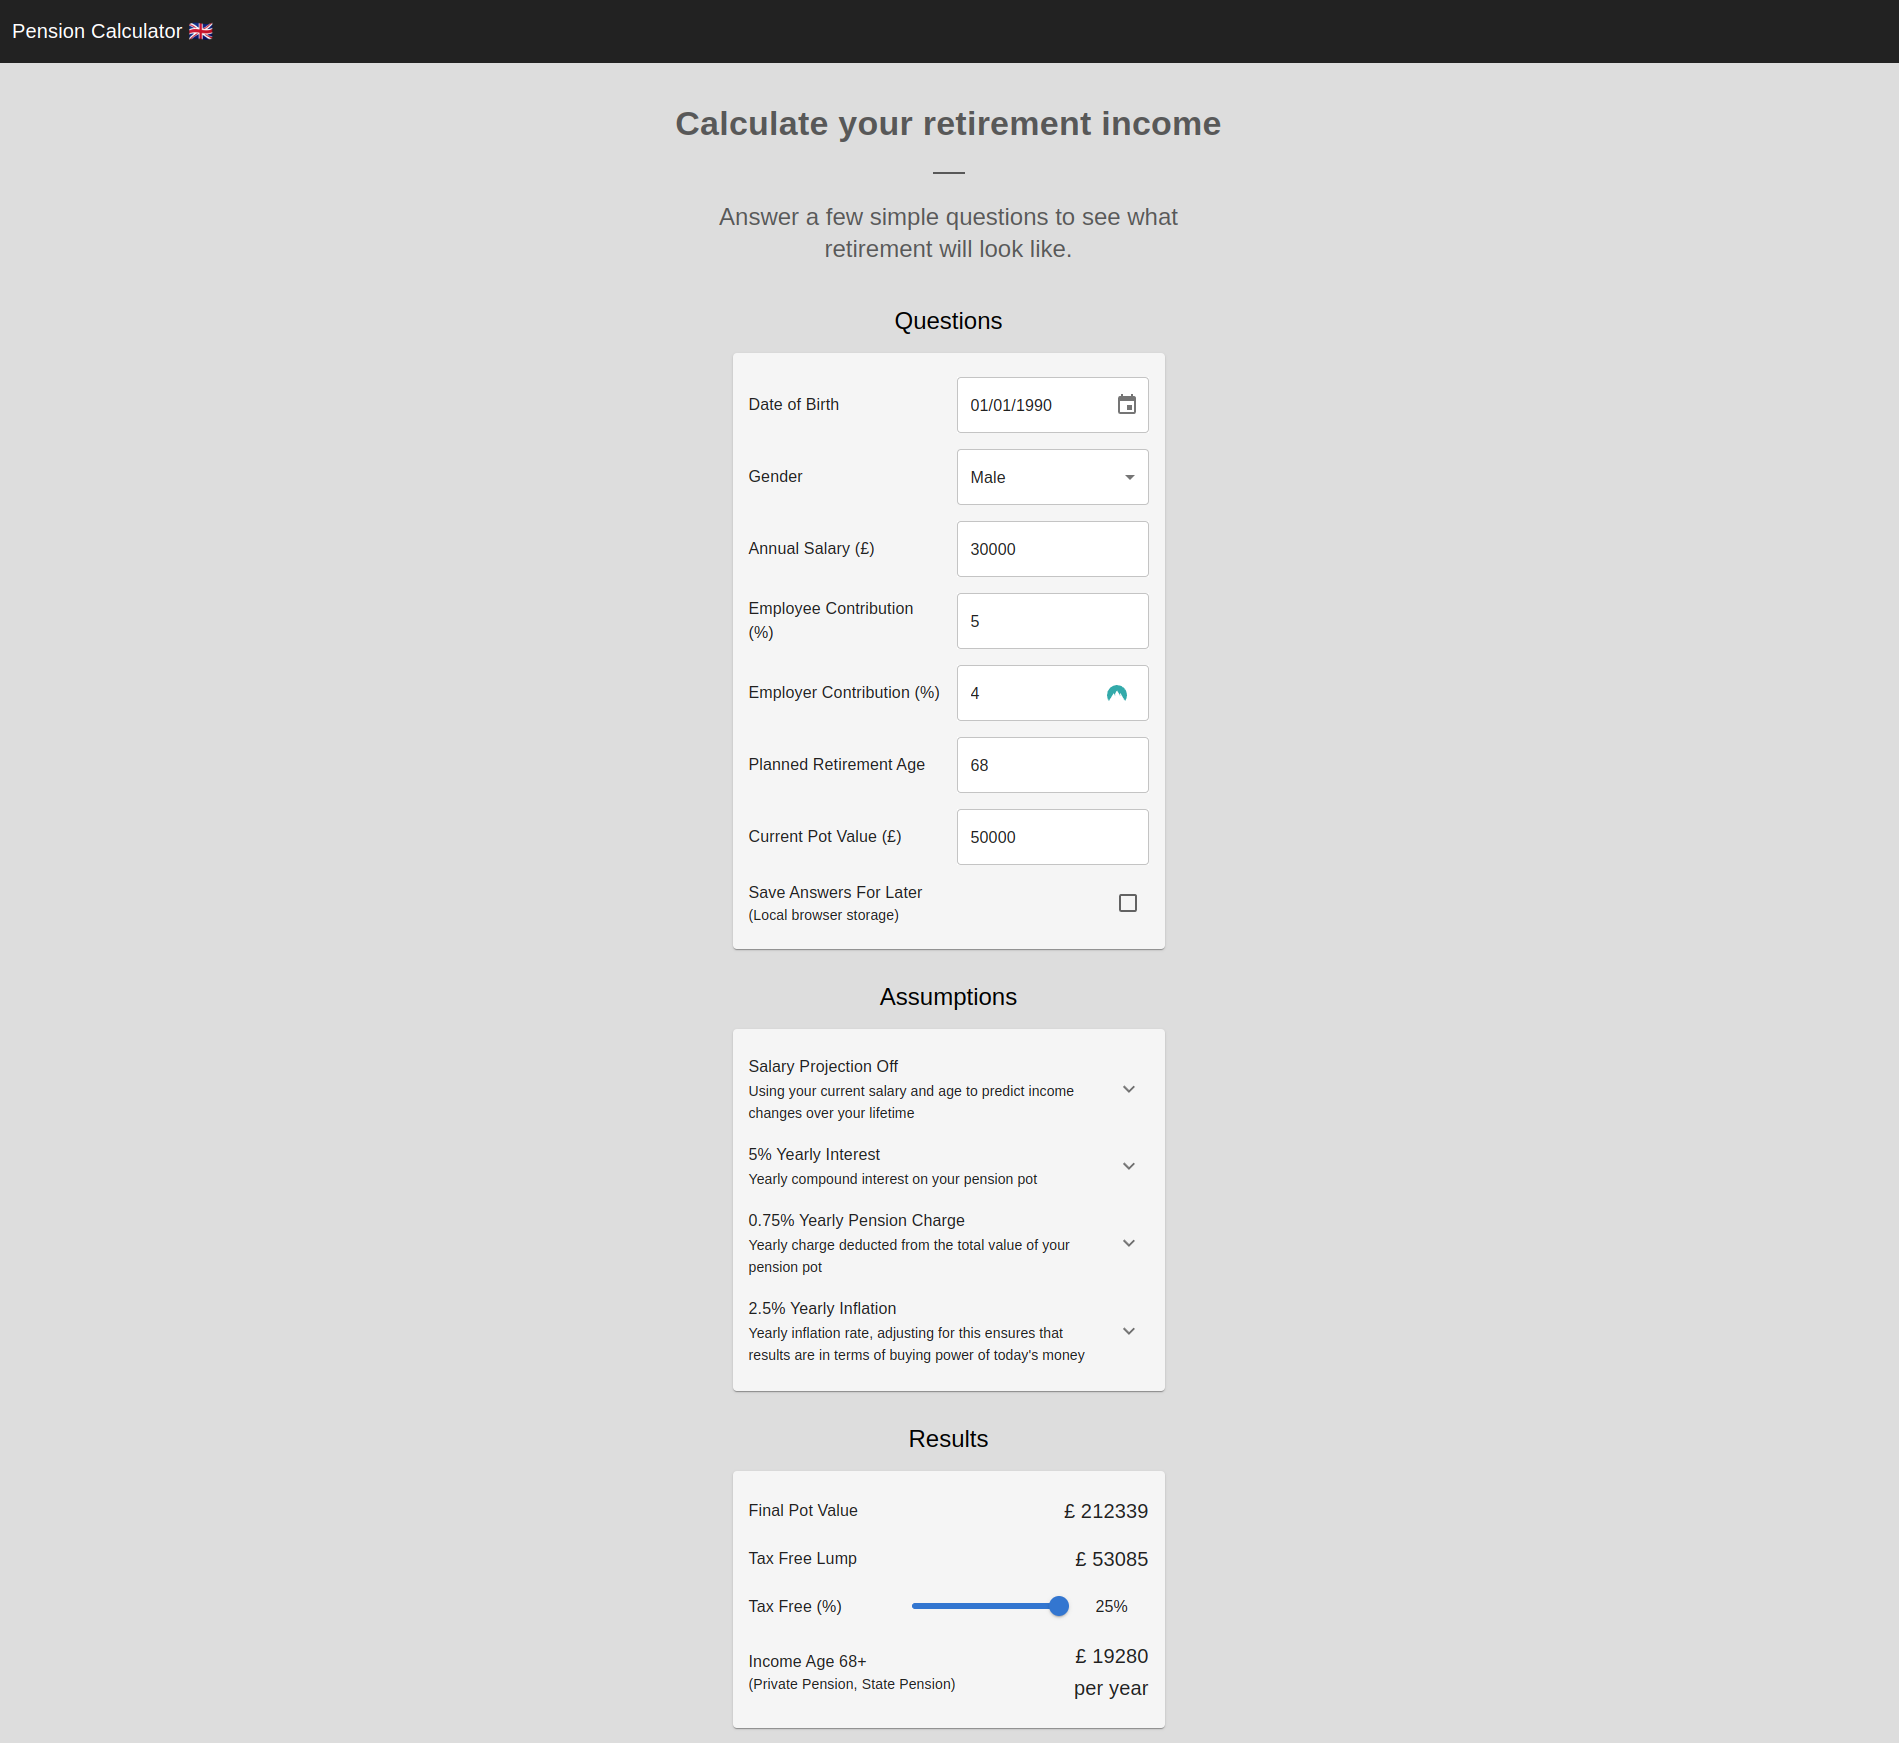 Pension Calculator 🇬🇧
Calculate your retirement income
Answer a few simple questions to see what
retirement will look like.
Questions
Date of Birth
01/01/1990
Gender
Male
Annual Salary (£)
30000
Employee Contribution
(%)
5
Employer Contribution (%)
4
Planned Retirement Age
68
Current Pot Value (£)
50000
Save Answers For Later
(Local browser storage)
Assumptions
Salary Projection Off
Using your current salary and age to predict income
changes over your lifetime
5% Yearly Interest
Yearly compound interest on your pension pot
0.75% Yearly Pension Charge
Yearly charge deducted from the total value of your
pension pot
2.5% Yearly Inflation
Yearly inflation rate, adjusting for this ensures that
results are in terms of buying power of today's money
Results
Final Pot Value
£ 212339
Tax Free Lump
£ 53085
Tax Free (%)
25%
Income Age 68+
(Private Pension, State Pension)
£ 19280
per year